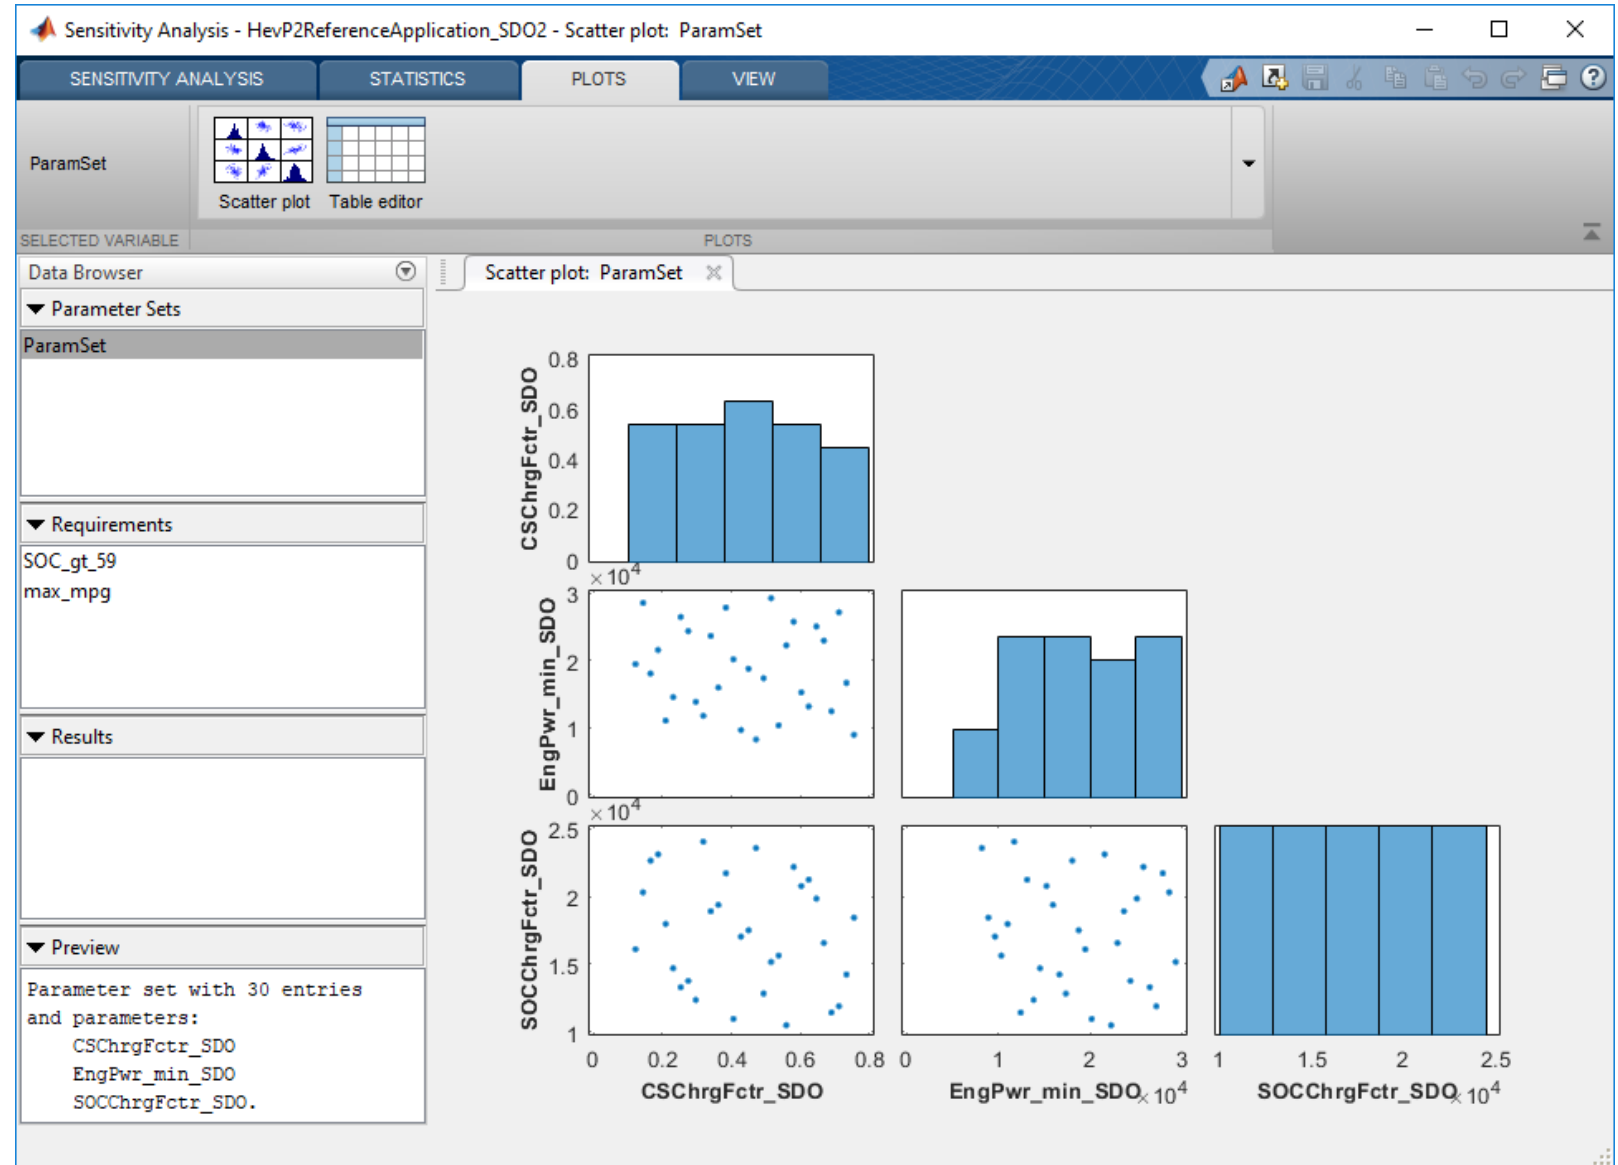 Sensitivity Analysis - HevP2ReferenceApplication_SDO2 - Scatter plot: ParamSet
SENSITIVITY ANALYSIS STATISTICS PLOTS VIEW
ParamSet
Scatter plot Table editor
SELECTED VARIABLE PLOTS
Data Browser
Scatter plot: ParamSet
Parameter Sets
ParamSet
Requirements
SOC_gt_59
max_mpg
Results
Preview
Parameter set with 30 entries
and parameters:
CSChrgFctr_SDO
EngPwr_min_SDO
SOCChrgFctr_SDO.
CSChrgFctr_SDO
0.8
0.6
0.4
0.2
0
×10^4
EngPwr_min_SDO
3
2
1
0
×10^4
SOCChrgFctr_SDO
2.5
2
1.5
1
0 0.2 0.4 0.6 0.8 0 1 2 3 1 1.5 2 2.5
CSChrgFctr_SDO EngPwr_min_SDO ×10^4 SOCChrgFctr_SDO ×10^4